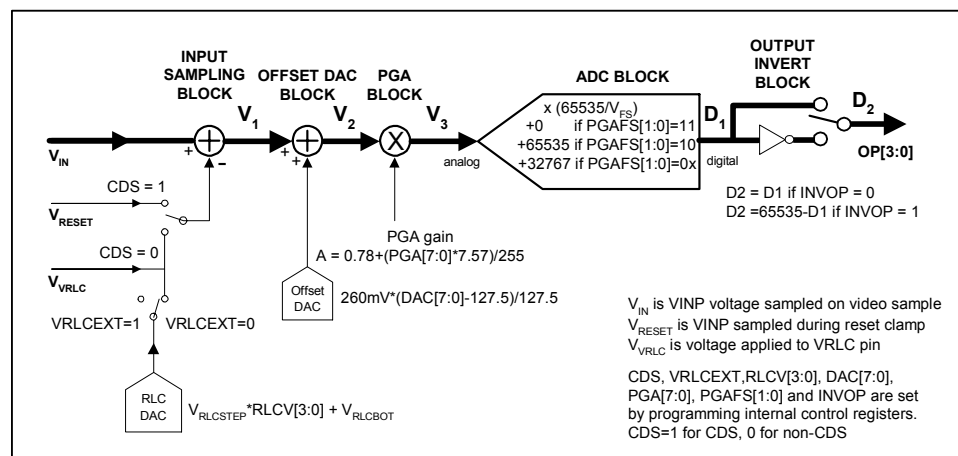 INPUT
SAMPLING
BLOCK
OFFSET DAC
BLOCK
PGA
BLOCK
ADC BLOCK
OUTPUT
INVERT
BLOCK
V1
V2
V3
D1
D2
x (65535/VFS)
+0 if PGAFS[1:0]=11
+65535 if PGAFS[1:0]=10
+32767 if PGAFS[1:0]=0x
+
+
X
VIN
+
−
+
+
analog
digital
OP[3:0]
CDS = 1
VRESET
D2 = D1 if INVOP = 0
D2 =65535-D1 if INVOP = 1
PGA gain
A = 0.78+(PGA[7:0]*7.57)/255
CDS = 0
VVRLC
Offset
DAC
260mV*(DAC[7:0]-127.5)/127.5
VRLCEXT=1
VRLCEXT=0
VIN is VINP voltage sampled on video sample
VRESET is VINP sampled during reset clamp
VVRLC is voltage applied to VRLC pin
RLC
DAC
VRLCSTEP*RLCV[3:0] + VRLCBOT
CDS, VRLCEXT,RLCV[3:0], DAC[7:0],
PGA[7:0], PGAFS[1:0] and INVOP are set
by programming internal control registers.
CDS=1 for CDS, 0 for non-CDS